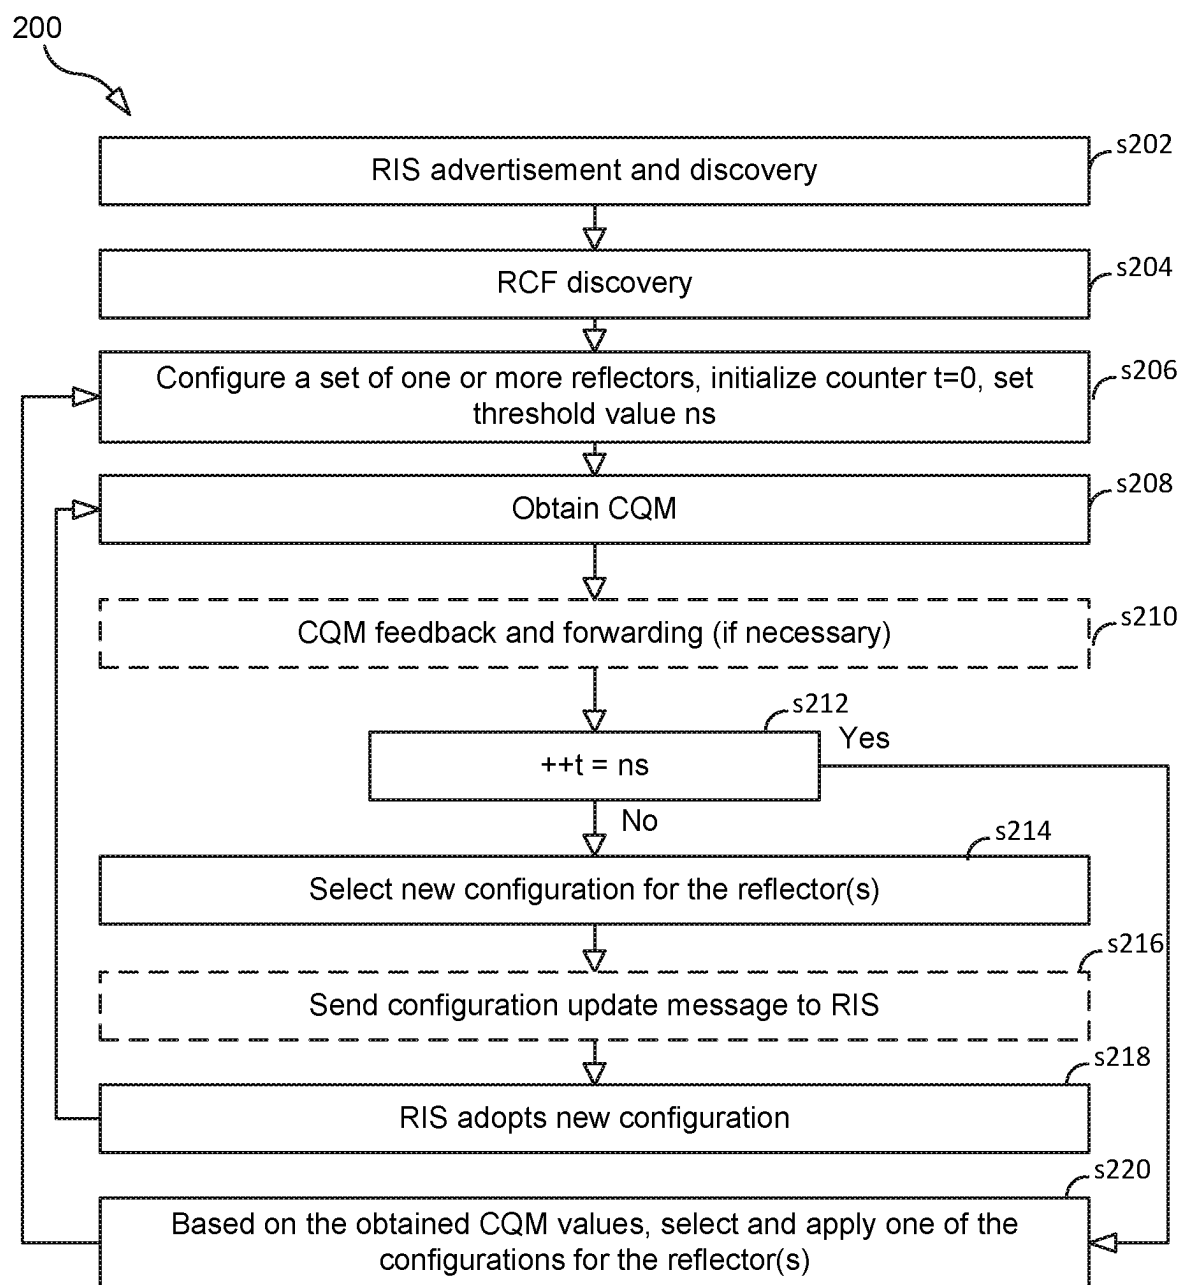 200
RIS advertisement and discovery
s202
RCF discovery
s204
Configure a set of one or more reflectors, initialize counter t=0, set
threshold value ns
s206
Obtain CQM
s208
CQM feedback and forwarding (if necessary)
s210
s212
++t = ns
Yes
No
s214
Select new configuration for the reflector(s)
s216
Send configuration update message to RIS
s218
RIS adopts new configuration
s220
Based on the obtained CQM values, select and apply one of the
configurations for the reflector(s)